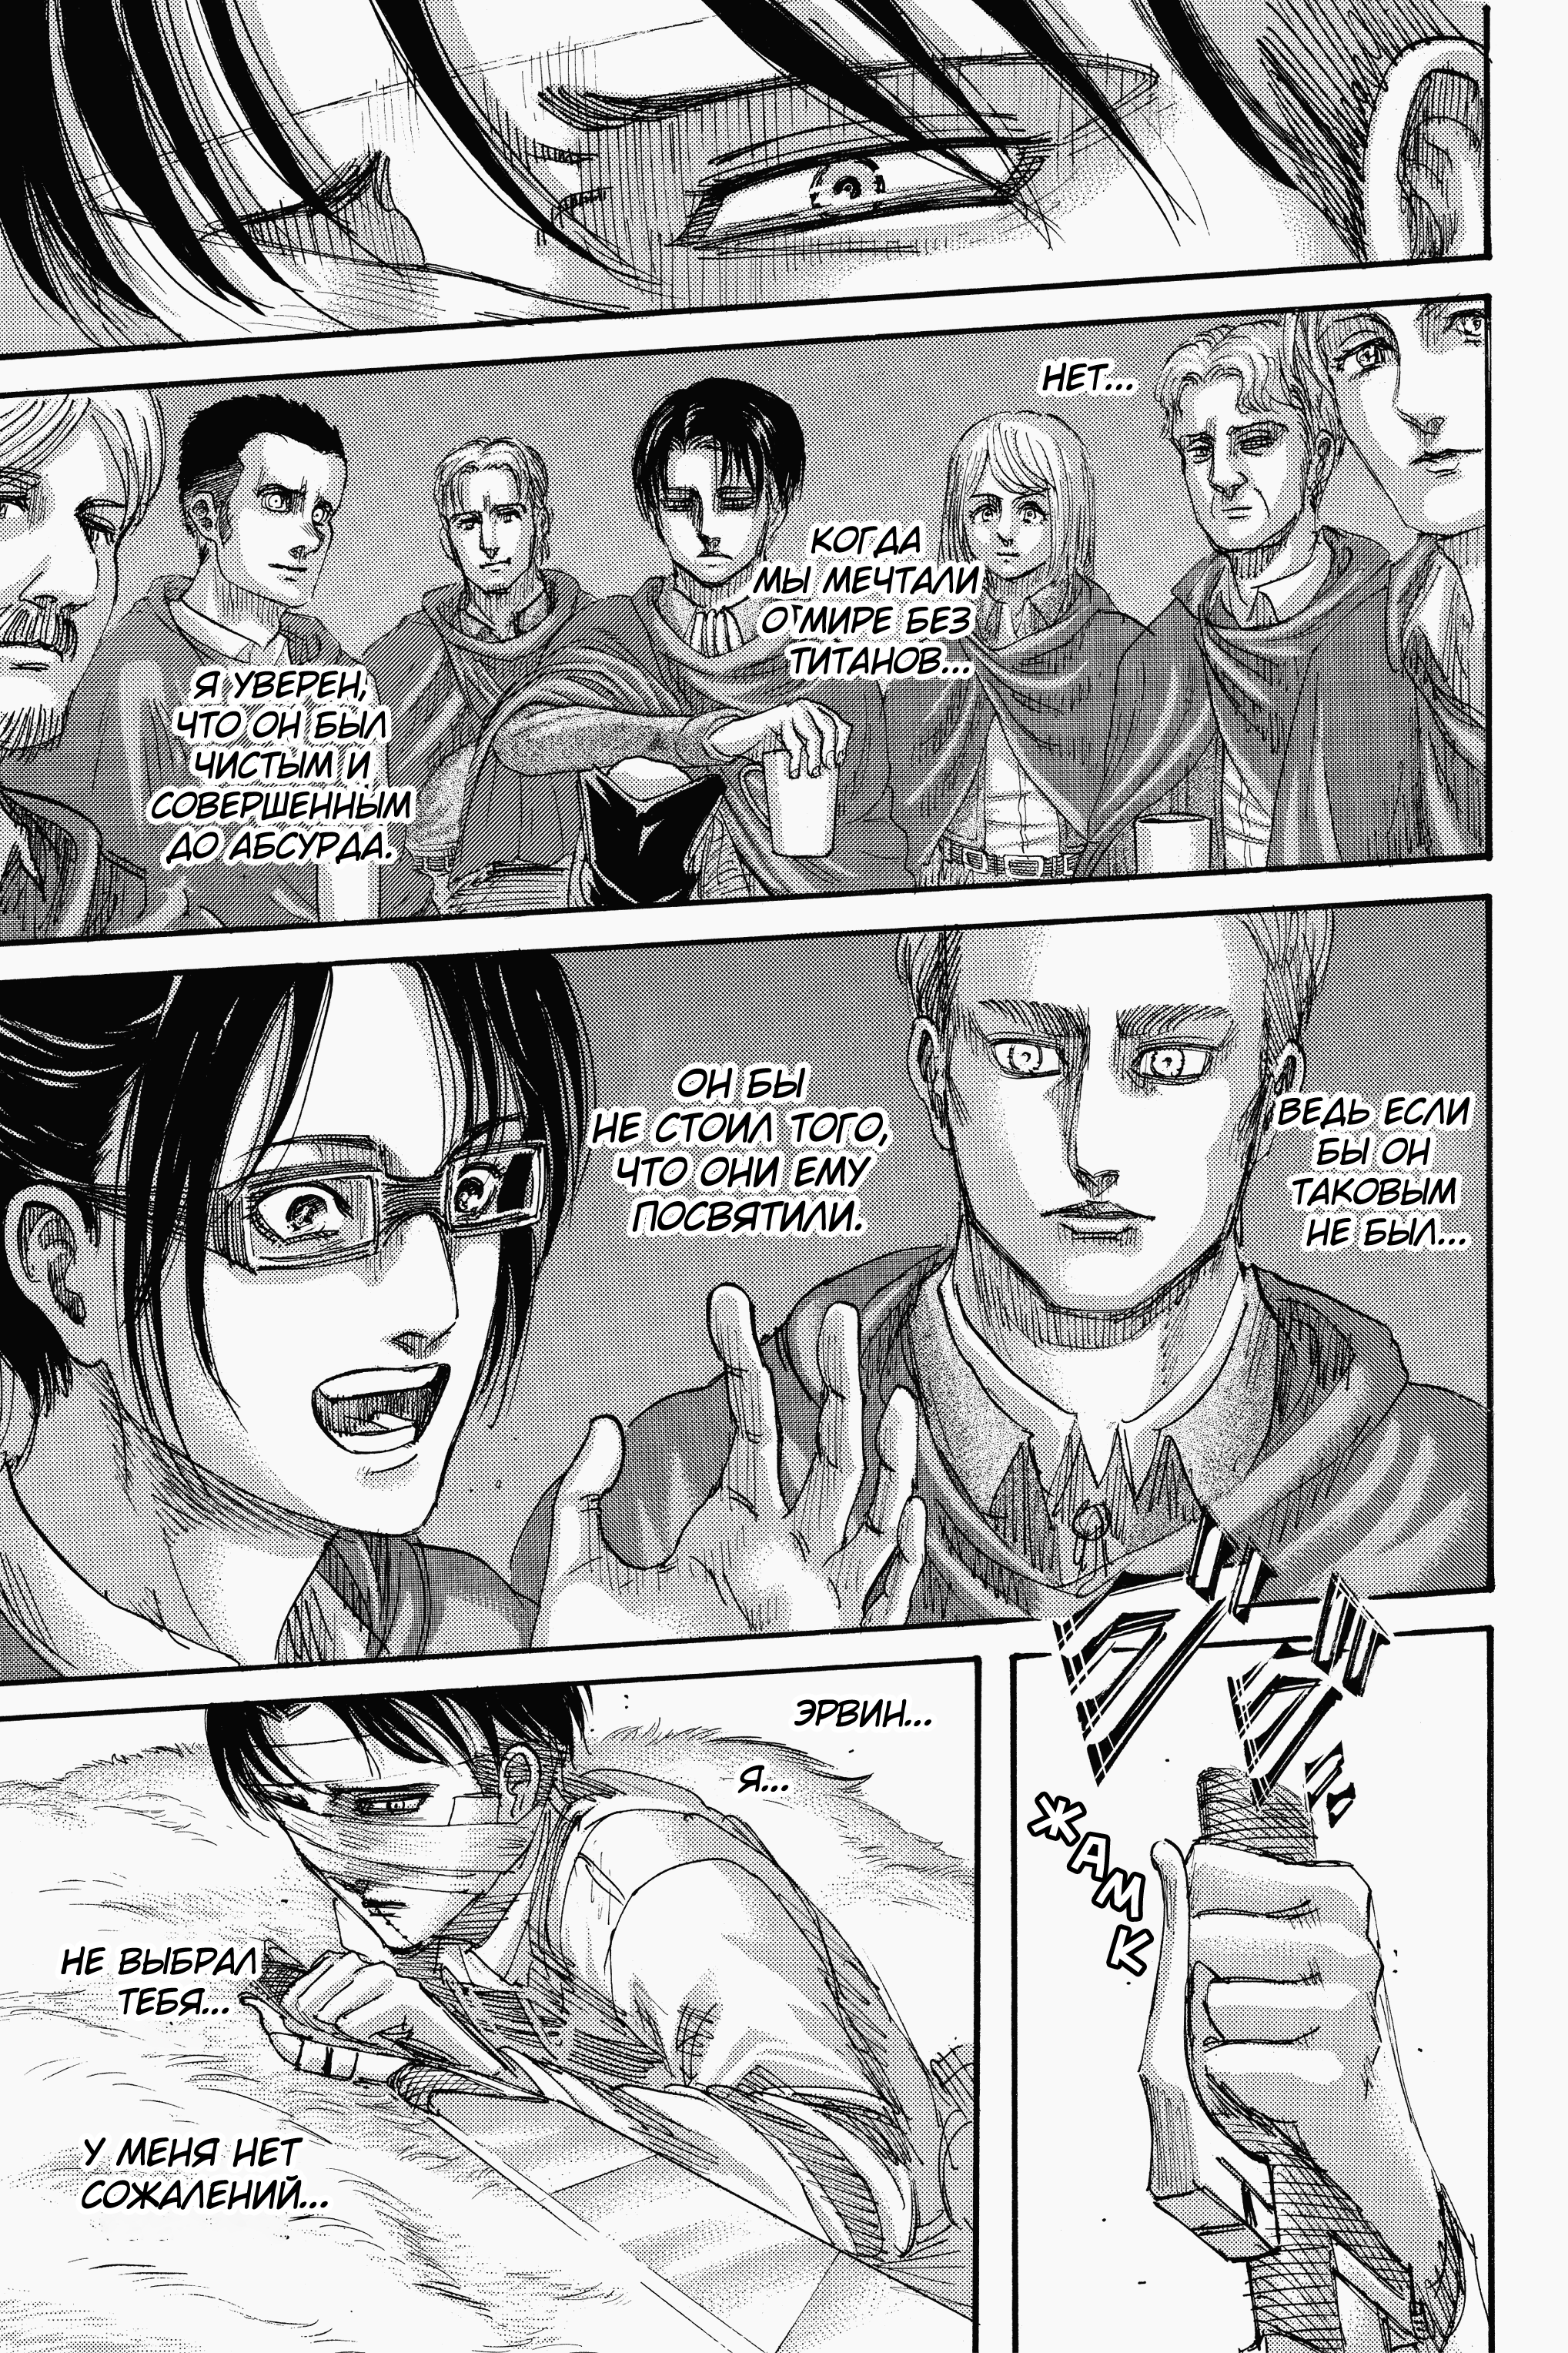 НЕТ...
КОГДА
МЫ МЕЧТАЛИ
О МИРЕ БЕЗ
ТИТАНОВ...
Я УВЕРЕН,
ЧТО ОН БЫЛ
ЧИСТЫМ И
СОВЕРШЕННЫМ
ДО АБСУРДА.
ВЕДЬ ЕСЛИ
БЫ ОН
ТАКОВЫМ
НЕ БЫЛ...
ОН БЫ
НЕ СТОИЛ ТОГО,
ЧТО ОНИ ЕМУ
ПОСВЯТИЛИ.
ЖАМК
ЭРВИН...
Я...
НЕ ВЫБРАЛ
ТЕБЯ...
У МЕНЯ НЕТ
СОЖАЛЕНИЙ...